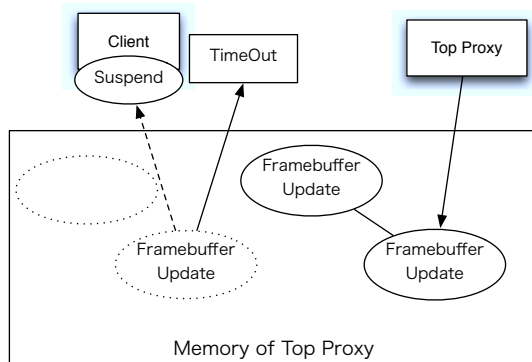 Client
Suspend
TimeOut
Top Proxy
Framebuffer
Update
Framebuffer
Update
Framebuffer
Update
Memory of Top Proxy